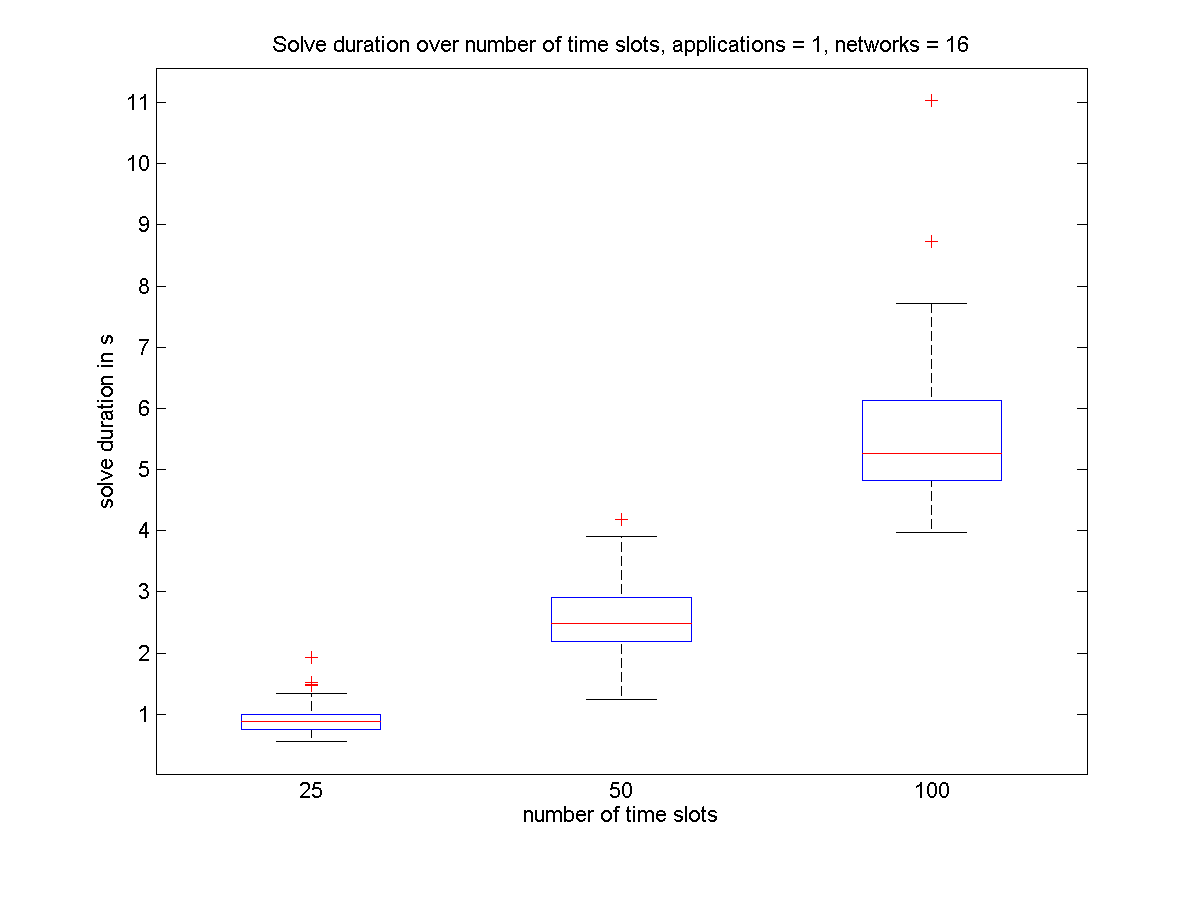 Solve duration over number of time slots, applications = 1, networks = 16
11
10
9
8
7
6
5
4
3
2
1
solve duration in s
25 50 100
number of time slots